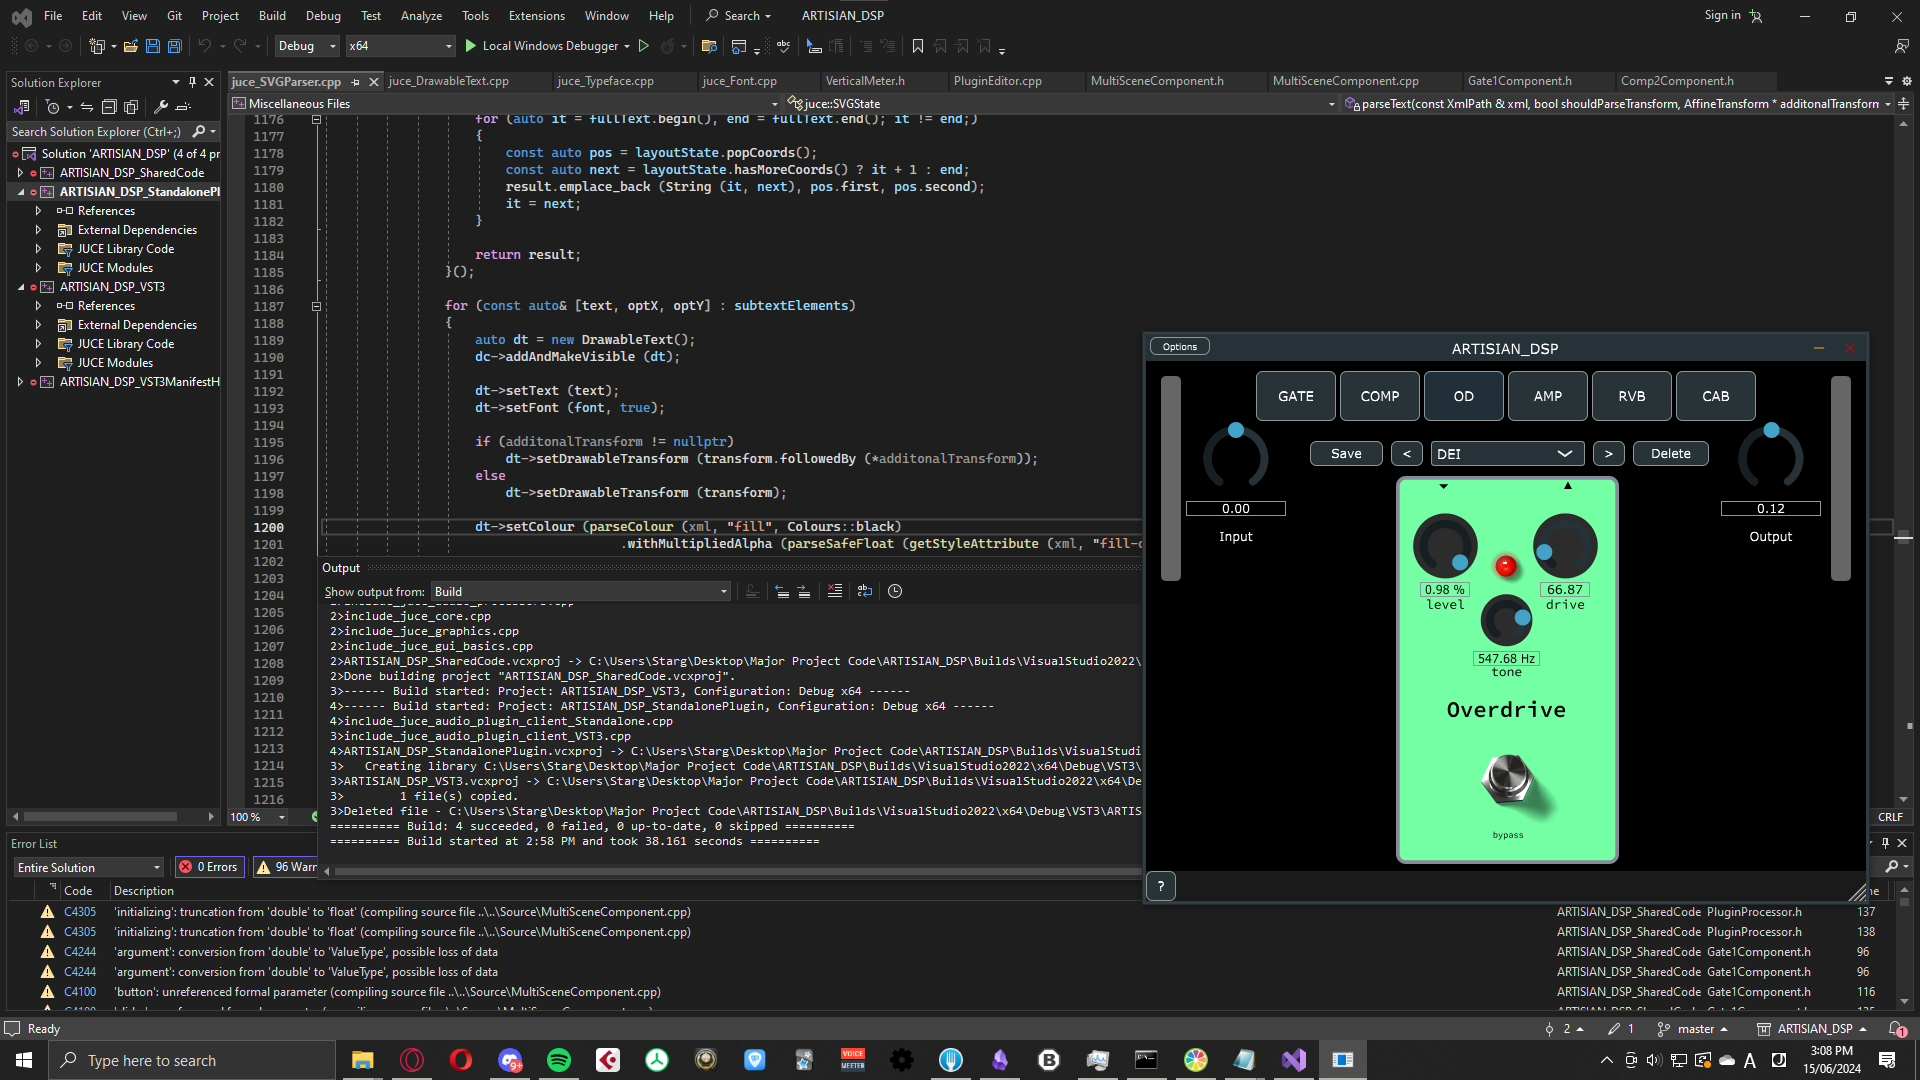 File Edit View Git Project Build Debug Test Analyze Tools Extensions Window Help Search ARTISIAN_DSP Sign in
Debug x64 Local Windows Debugger
Solution Explorer
Search Solution Explorer (Ctrl+;)
Solution 'ARTISIAN_DSP' (4 of 4 pr
ARTISIAN_DSP_SharedCode
ARTISIAN_DSP_StandalonePl
References
External Dependencies
JUCE Library Code
JUCE Modules
ARTISIAN_DSP_VST3
References
External Dependencies
JUCE Library Code
JUCE Modules
ARTISIAN_DSP_VST3ManifestH
juce_SVGParser.cpp juce_DrawableText.cpp juce_Typeface.cpp juce_Font.cpp VerticalMeter.h PluginEditor.cpp MultiSceneComponent.h MultiSceneComponent.cpp Gate1Component.h Comp2Component.h
Miscellaneous Files juce::SVGState parseText(const XmlPath & xml, bool shouldParseTransform, AffineTransform * additonalTransform
1176 for (auto it = fullText.begin(), end = fullText.end(); it != end;)
1177 {
1178 const auto pos = layoutState.popCoords();
1179 const auto next = layoutState.hasMoreCoords() ? it + 1 : end;
1180 result.emplace_back (String (it, next), pos.first, pos.second);
1181 it = next;
1182 }
1183
1184 return result;
1185 }();
1186
1187 for (const auto& [text, optX, optY] : subtextElements)
1188 {
1189 auto dt = new DrawableText();
1190 dc->addAndMakeVisible (dt);
1191
1192 dt->setText (text);
1193 dt->setFont (font, true);
1194
1195 if (additonalTransform != nullptr)
1196 dt->setDrawableTransform (transform.followedBy (*additonalTransform));
1197 else
1198 dt->setDrawableTransform (transform);
1199
1200 dt->setColour (parseColour (xml, "fill", Colours::black)
1201 .withMultipliedAlpha (parseSafeFloat (getStyleAttribute (xml, "fill-
1202
1203
1204
1205
1206
1207
1208
1209
1210
1211
1212
1213
1214
1215
1216
100 %
CRLF
Output
Show output from: Build
2>include_juce_core.cpp
2>include_juce_graphics.cpp
2>include_juce_gui_basics.cpp
2>ARTISIAN_DSP_SharedCode.vcxproj -> C:\Users\Starg\Desktop\Major Project Code\ARTISIAN_DSP\Builds\VisualStudio2022\
2>Done building project "ARTISIAN_DSP_SharedCode.vcxproj".
3>------ Build started: Project: ARTISIAN_DSP_VST3, Configuration: Debug x64 ------
4>------ Build started: Project: ARTISIAN_DSP_StandalonePlugin, Configuration: Debug x64 ------
4>include_juce_audio_plugin_client_Standalone.cpp
3>include_juce_audio_plugin_client_VST3.cpp
4>ARTISIAN_DSP_StandalonePlugin.vcxproj -> C:\Users\Starg\Desktop\Major Project Code\ARTISIAN_DSP\Builds\VisualStudi
3> Creating library C:\Users\Starg\Desktop\Major Project Code\ARTISIAN_DSP\Builds\VisualStudio2022\x64\Debug\VST3\
3>ARTISIAN_DSP_VST3.vcxproj -> C:\Users\Starg\Desktop\Major Project Code\ARTISIAN_DSP\Builds\VisualStudio2022\x64\De
3> 1 file(s) copied.
3>Deleted file - C:\Users\Starg\Desktop\Major Project Code\ARTISIAN_DSP\Builds\VisualStudio2022\x64\Debug\VST3\ARTIS
========== Build: 4 succeeded, 0 failed, 0 up-to-date, 0 skipped ==========
========== Build started at 2:58 PM and took 38.161 seconds ==========
Options ARTISIAN_DSP
GATE COMP OD AMP RVB CAB
Save < DEI > Delete
0.00
Input
0.12
Output
0.98 %
level
66.87
drive
547.68 Hz
tone
Overdrive
bypass
?
Error List
Entire Solution 0 Errors 96 Warn
Code Description ne
C4305 'initializing': truncation from 'double' to 'float' (compiling source file ..\..\Source\MultiSceneComponent.cpp) ARTISIAN_DSP_SharedCode PluginProcessor.h 137
C4305 'initializing': truncation from 'double' to 'float' (compiling source file ..\..\Source\MultiSceneComponent.cpp) ARTISIAN_DSP_SharedCode PluginProcessor.h 138
C4244 'argument': conversion from 'double' to 'ValueType', possible loss of data ARTISIAN_DSP_SharedCode Gate1Component.h 96
C4244 'argument': conversion from 'double' to 'ValueType', possible loss of data ARTISIAN_DSP_SharedCode Gate1Component.h 96
C4100 'button': unreferenced formal parameter (compiling source file ..\..\Source\MultiSceneComponent.cpp) ARTISIAN_DSP_SharedCode Gate1Component.h 116
Ready 2 1 master ARTISIAN_DSP 1
Type here to search
9+
VOICE MEETER
B
A
3:08 PM
15/06/2024